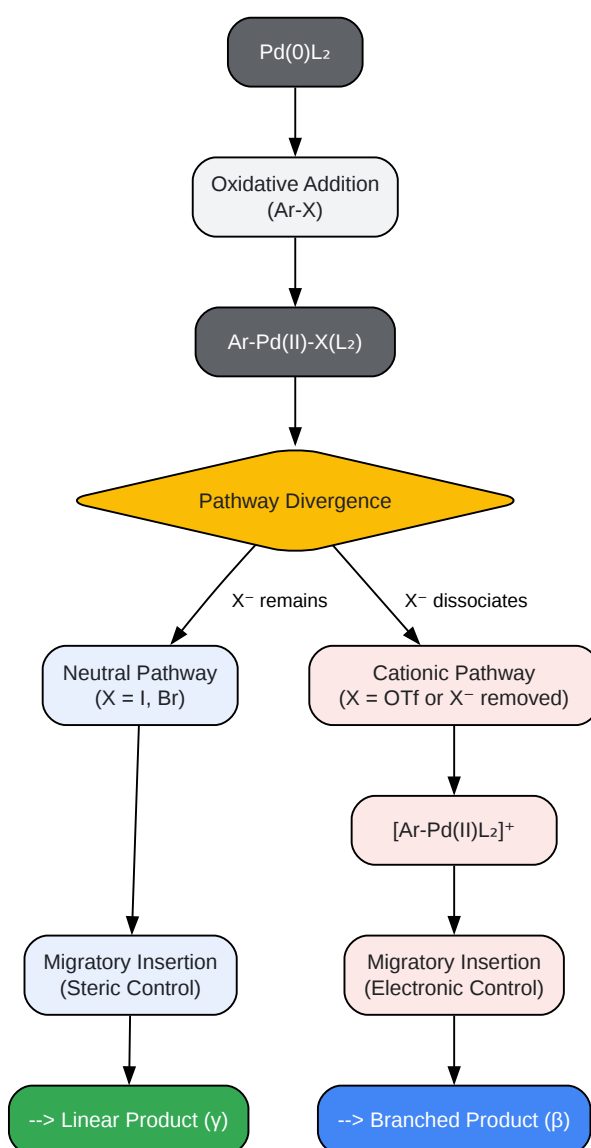 Pd(0)L₂
Oxidative Addition
(Ar-X)
Ar-Pd(II)-X(L₂)
Pathway Divergence
X⁻ remains
X⁻ dissociates
Neutral Pathway
(X = I, Br)
Cationic Pathway
(X = OTf or X⁻ removed)
[Ar-Pd(II)L₂]⁺
Migratory Insertion
(Steric Control)
Migratory Insertion
(Electronic Control)
--> Linear Product (γ)
--> Branched Product (β)